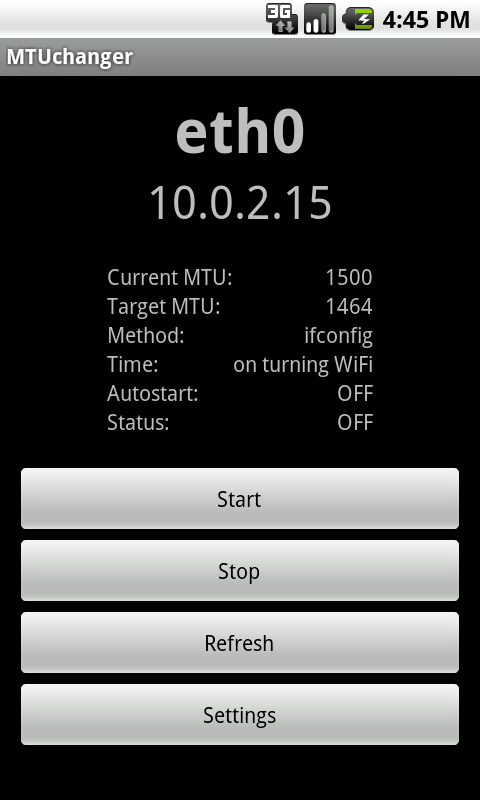 3G 4:45 PM
MTUchanger
eth0
10.0.2.15
Current MTU: 1500
Target MTU: 1464
Method: ifconfig
Time: on turning WiFi
Autostart: OFF
Status: OFF
Start
Stop
Refresh
Settings